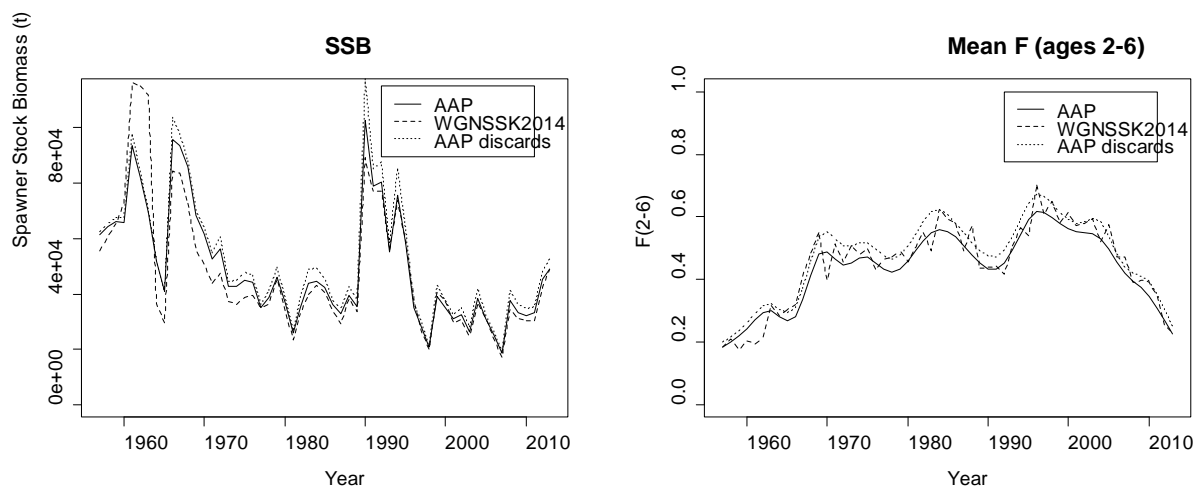 SSB
Spawner Stock Biomass (t)
8e+04
4e+04
0e+00
AAP
WGNSSK2014
AAP discards
1960 1970 1980 1990 2000 2010
Year
Mean F (ages 2-6)
F(2-6)
1.0
0.8
0.6
0.4
0.2
0.0
AAP
WGNSSK2014
AAP discards
1960 1970 1980 1990 2000 2010
Year